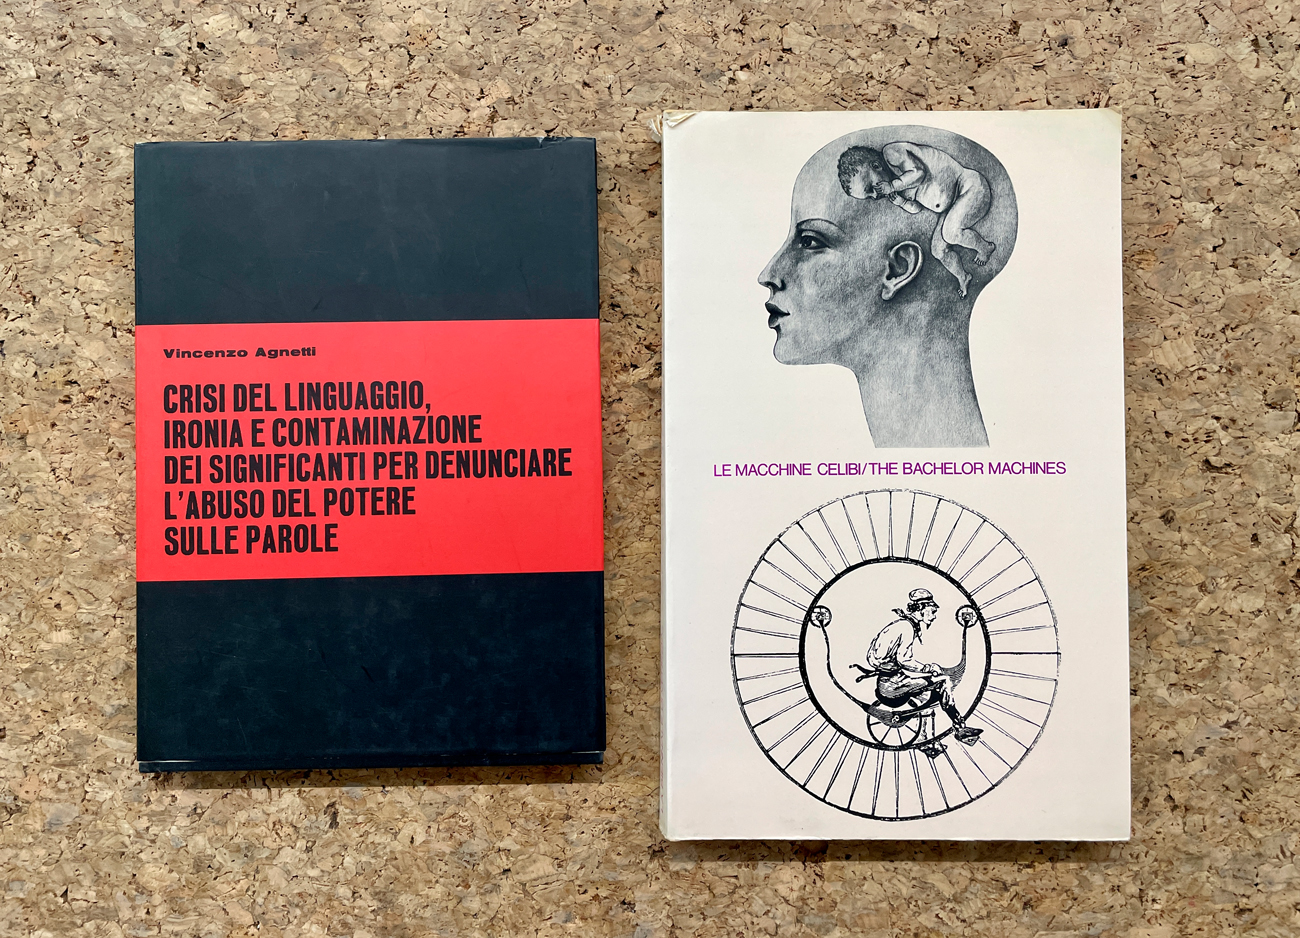 Vincenzo Agnetti
CRISI DEL LINGUAGGIO,
IRONIA E CONTAMINAZIONE
DEI SIGNIFICANTI PER DENUNCIARE
L'ABUSO DEL POTERE
SULLE PAROLE
LE MACCHINE CELIBI/THE BACHELOR MACHINES